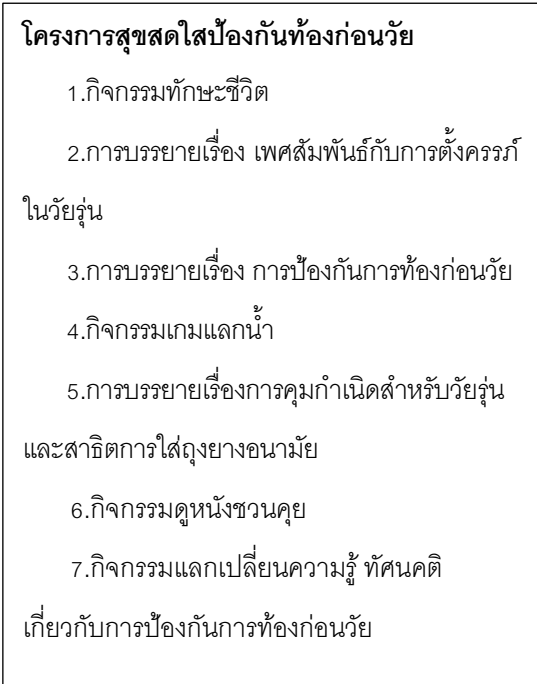 โครงการสุขสดใสป้องกันท้องก่อนวัย
1.กิจกรรมทักษะชีวิต
2.การบรรยายเรื่อง เพศสัมพันธ์กับการตั้งครรภ์
ในวัยรุ่น
3.การบรรยายเรื่อง การป้องกันการท้องก่อนวัย
4.กิจกรรมเกมแลกน้ำ
5.การบรรยายเรื่องการคุมกำเนิดสำหรับวัยรุ่น
และสาธิตการใส่ถุงยางอนามัย
6.กิจกรรมดูหนังชวนคุย
7.กิจกรรมแลกเปลี่ยนความรู้ ทัศนคติ
เกี่ยวกับการป้องกันการท้องก่อนวัย